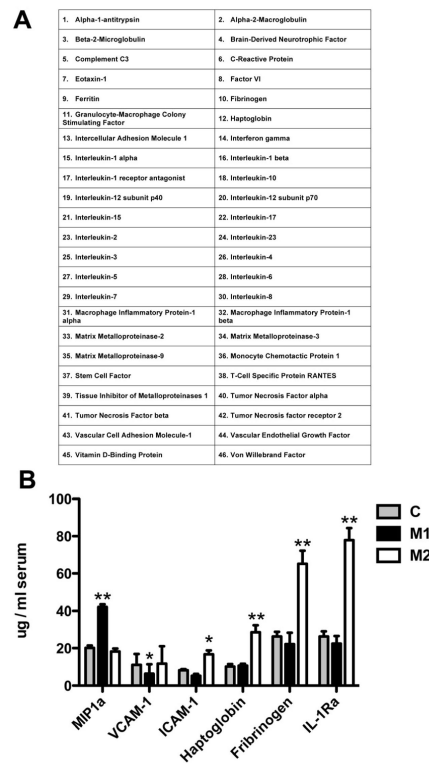 A
1. Alpha-1-antitrypsin
2. Alpha-2-Macroglobulin
3. Beta-2-Microglobulin
4. Brain-Derived Neurotrophic Factor
5. Complement C3
6. C-Reactive Protein
7. Eotaxin-1
8. Factor VI
9. Ferritin
10. Fibrinogen
11. Granulocyte-Macrophage Colony
Stimulating Factor
12. Haptoglobin
13. Intercellular Adhesion Molecule 1
14. Interferon gamma
15. Interleukin-1 alpha
16. Interleukin-1 beta
17. Interleukin-1 receptor antagonist
18. Interleukin-10
19. Interleukin-12 subunit p40
20. Interleukin-12 subunit p70
21. Interleukin-15
22. Interleukin-17
23. Interleukin-2
24. Interleukin-23
25. Interleukin-3
26. Interleukin-4
27. Interleukin-5
28. Interleukin-6
29. Interleukin-7
30. Interleukin-8
31. Macrophage Inflammatory Protein-1
alpha
32. Macrophage Inflammatory Protein-1
beta
33. Matrix Metalloproteinase-2
34. Matrix Metalloproteinase-3
35. Matrix Metalloproteinase-9
36. Monocyte Chemotactic Protein 1
37. Stem Cell Factor
38. T-Cell Specific Protein RANTES
39. Tissue Inhibitor of Metalloproteinases 1
40. Tumor Necrosis Factor alpha
41. Tumor Necrosis Factor beta
42. Tumor Necrosis factor receptor 2
43. Vascular Cell Adhesion Molecule-1
44. Vascular Endothelial Growth Factor
45. Vitamin D-Binding Protein
46. Von Willebrand Factor
B
ug / ml serum
100
80
60
40
20
0
**
*
*
**
**
**
C
M1
M2
MIP1a
VCAM-1
ICAM-1
Haptoglobin
Fribrinogen
IL-1Ra